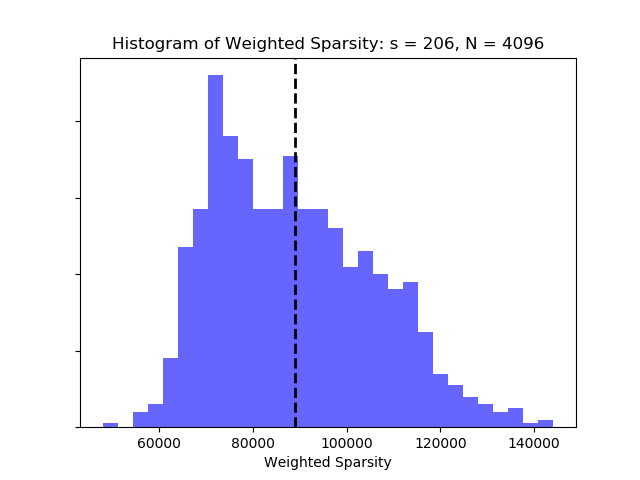 Histogram of Weighted Sparsity: s = 206, N = 4096
60000 80000 100000 120000 140000
Weighted Sparsity